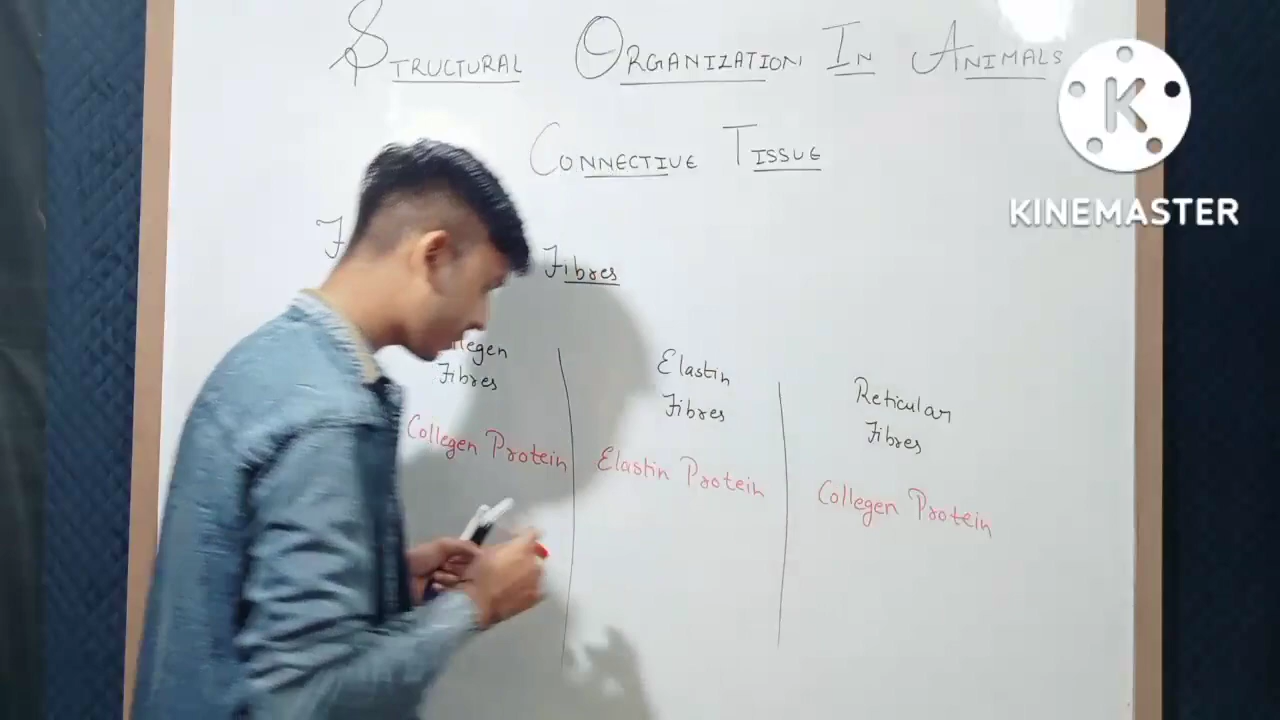 STRUCTURAL ORGANIZATION IN ANIMALS
CONNECTIVE TISSUE
KINEMASTER
Fibres
Fibres
Elastin
Fibres
Reticular
Fibres
Collegen Protein
Elastin Protein
Collegen Protein